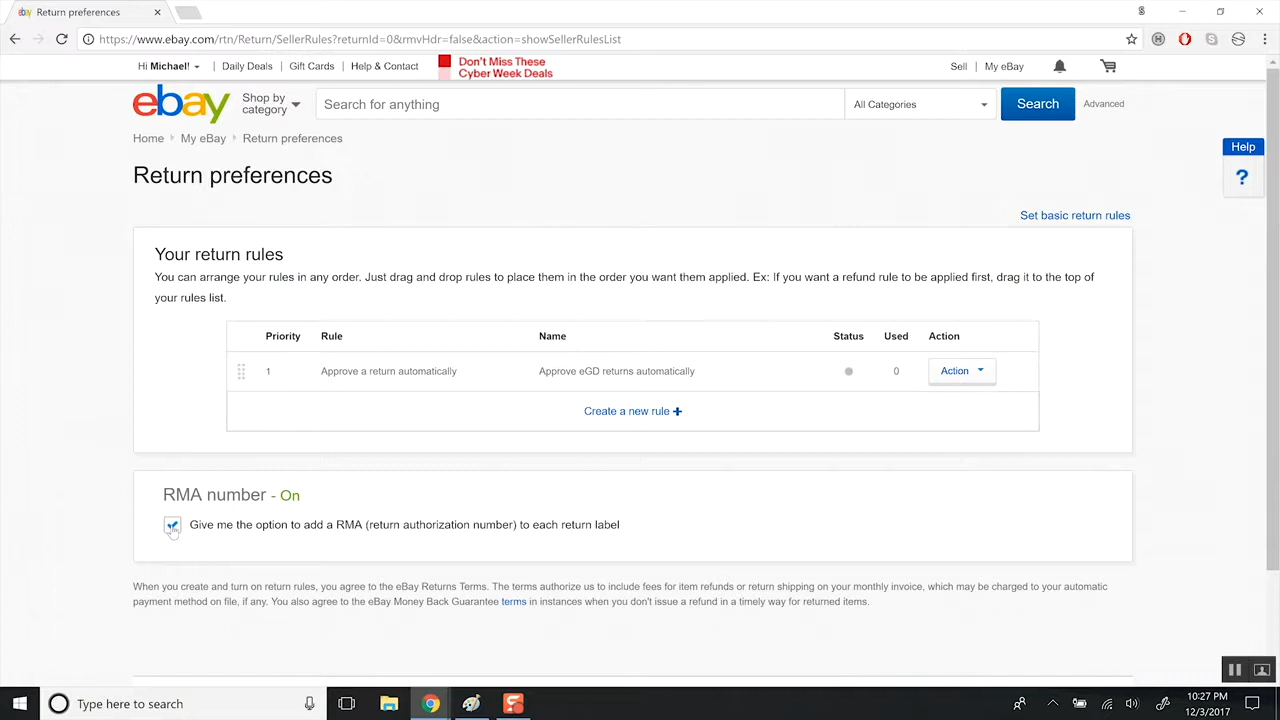 Return preferences
https://www.ebay.com/rtn/Return/SellerRules?returnId=0&rmvHdr=false&action=showSellerRulesList
Hi Michael! | Daily Deals | Gift Cards | Help & Contact
Don't Miss These
Cyber Week Deals
Sell | My eBay
ebay
Shop by
category
Search for anything
All Categories
Search
Advanced
Home My eBay Return preferences
Help
?
Return preferences
Set basic return rules
Your return rules
You can arrange your rules in any order. Just drag and drop rules to place them in the order you want them applied. Ex: If you want a refund rule to be applied first, drag it to the top of
your rules list.
Priority Rule Name Status Used Action
1 Approve a return automatically Approve eGD returns automatically 0 Action
Create a new rule +
RMA number - On
Give me the option to add a RMA (return authorization number) to each return label
When you create and turn on return rules, you agree to the eBay Returns Terms. The terms authorize us to include fees for item refunds or return shipping on your monthly invoice, which may be charged to your automatic
payment method on file, if any. You also agree to the eBay Money Back Guarantee terms in instances when you don't issue a refund in a timely way for returned items.
Type here to search
10:27 PM
12/3/2017